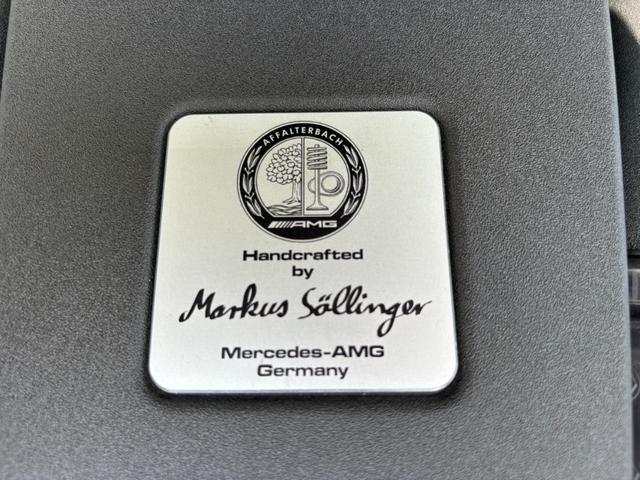 AFFALTERBACH
AMG
Handcrafted
by
Markus Söllinger
Mercedes-AMG
Germany